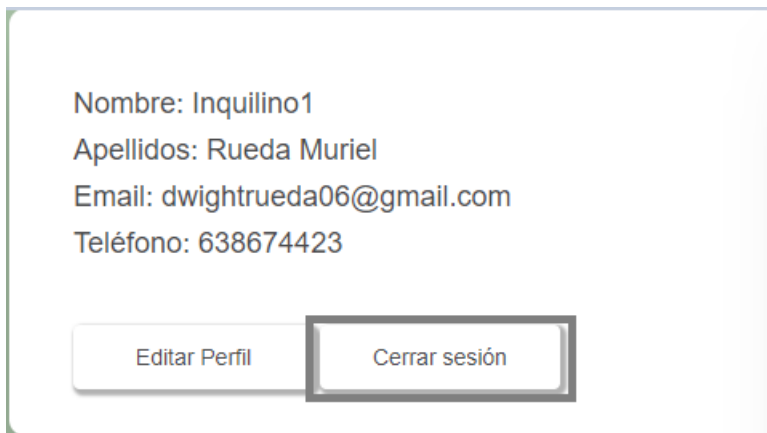 Nombre: Inquilino1
Apellidos: Rueda Muriel
Email: dwightrueda06@gmail.com
Teléfono: 638674423
Editar Perfil
Cerrar sesión